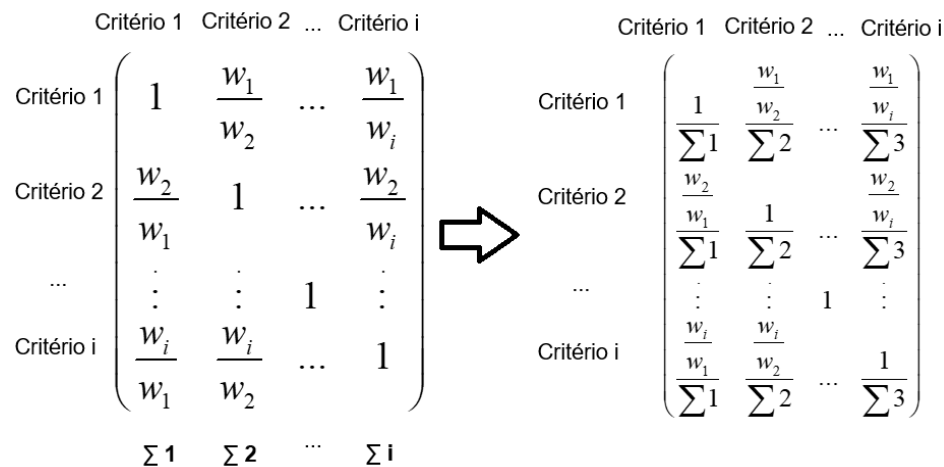 Critério 1 Critério 2 ... Critério i
Critério 1 1 w1/w2 ... w1/wi
Critério 2 w2/w1 1 ... w2/wi
... ⋮ ⋮ 1 ⋮
Critério i wi/w1 wi/w2 ... 1
∑ 1 ∑ 2 ... ∑ i
Critério 1 Critério 2 ... Critério i
Critério 1 1/∑1 (w1/w2)/∑2 ... (w1/wi)/∑3
Critério 2 (w2/w1)/∑1 1/∑2 ... (w2/wi)/∑3
... ⋮ ⋮ 1 ⋮
Critério i (wi/w1)/∑1 (wi/w2)/∑2 ... 1/∑3